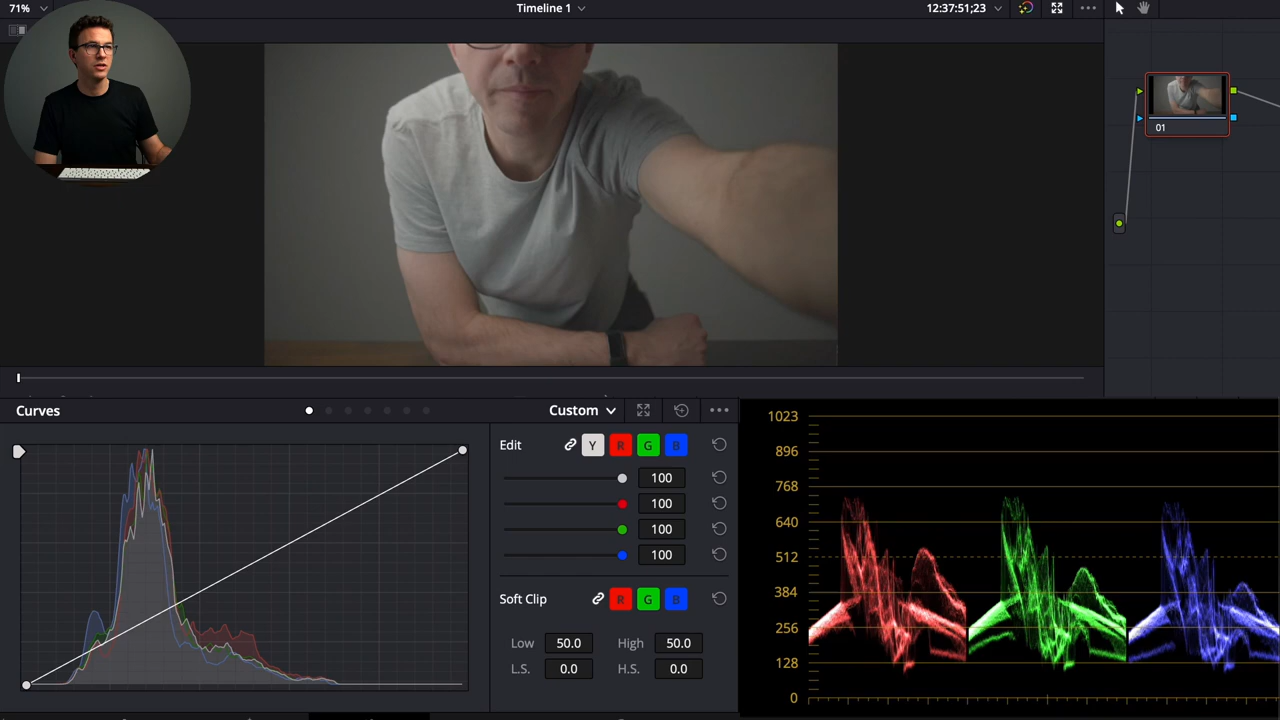 71%
Timeline 1
12:37:51;23
01
Curves
Custom
Edit
Y R G B
100
100
100
100
Soft Clip
R G B
Low 50.0 High 50.0
L.S. 0.0 H.S. 0.0
1023
896
768
640
512
384
256
128
0